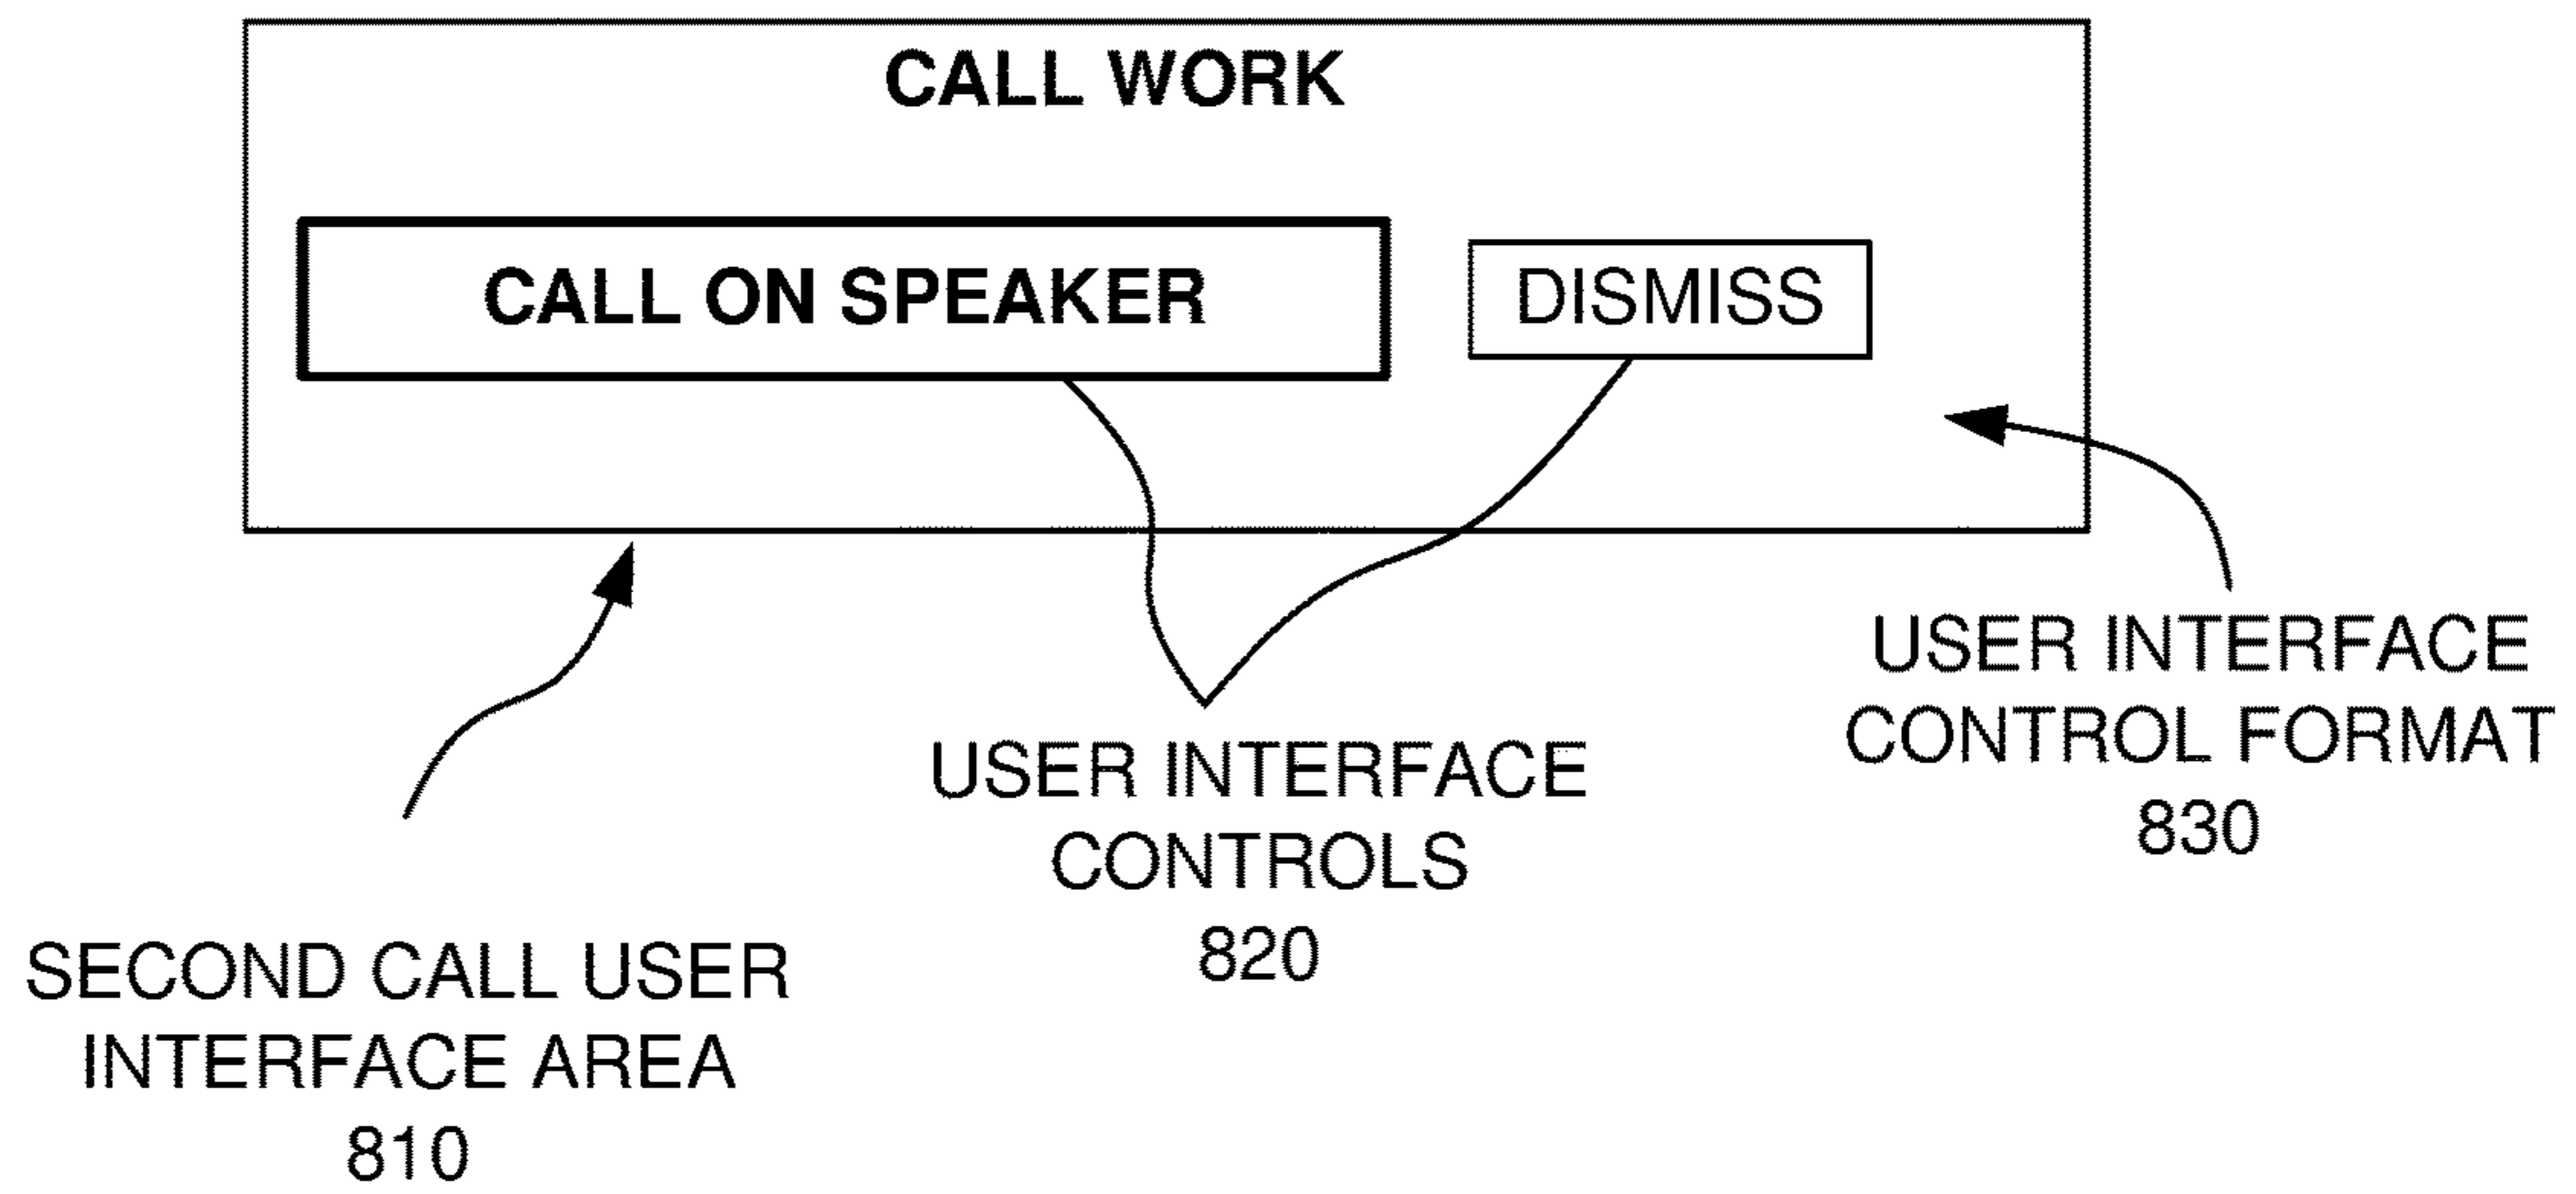 CALL WORK
CALL ON SPEAKER
DISMISS
USER INTERFACE
CONTROL FORMAT
830
USER INTERFACE
CONTROLS
820
SECOND CALL USER
INTERFACE AREA
810